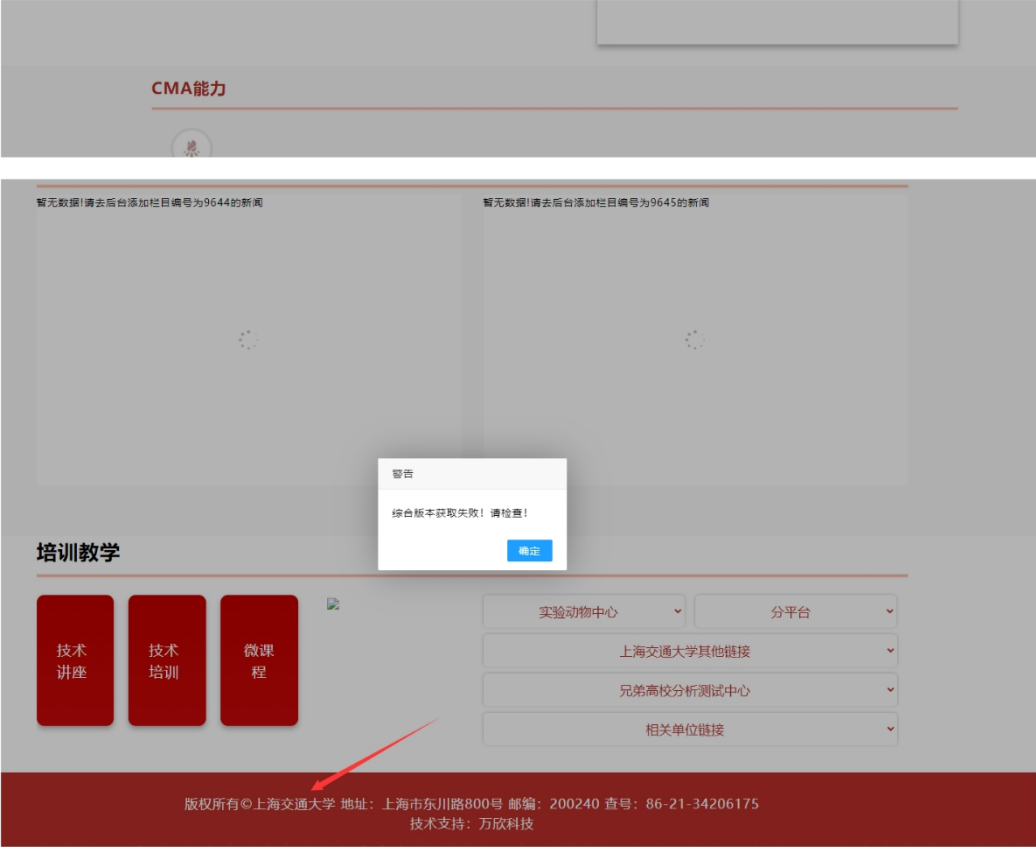 CMA能力
暂无数据!请去后台添加栏目编号为9644的新闻
暂无数据!请去后台添加栏目编号为9645的新闻
警告
综合版本获取失败！请检查！
确定
培训教学
技术
讲座
技术
培训
微课
程
实验动物中心
分平台
上海交通大学其他链接
兄弟高校分析测试中心
相关单位链接
版权所有©上海交通大学 地址：上海市东川路800号 邮编：200240 查号：86-21-34206175
技术支持：万欣科技